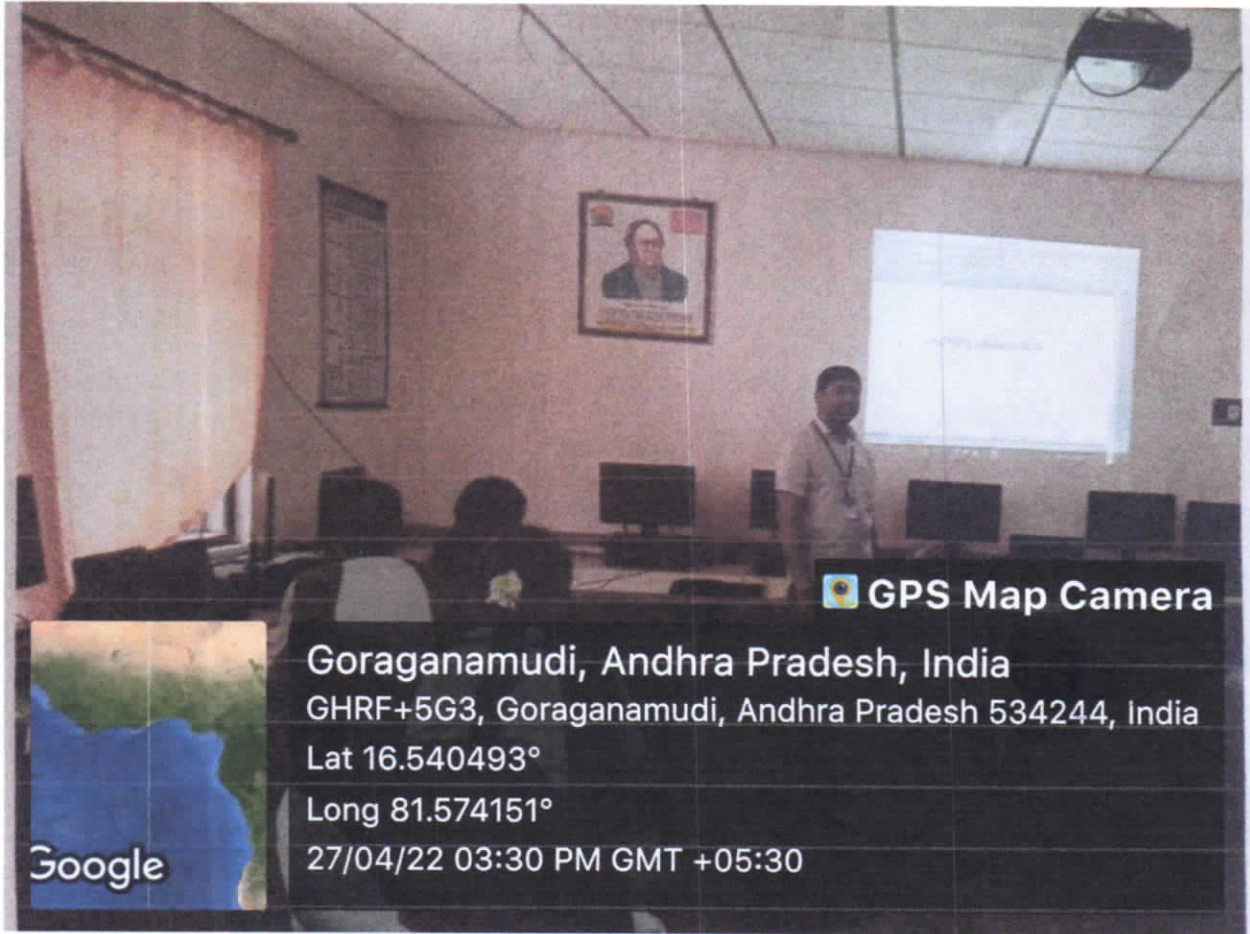 GPS Map Camera
Goraganamudi, Andhra Pradesh, India
GHRF+5G3, Goraganamudi, Andhra Pradesh 534244, India
Lat 16.540493°
Long 81.574151°
27/04/22 03:30 PM GMT +05:30
Google